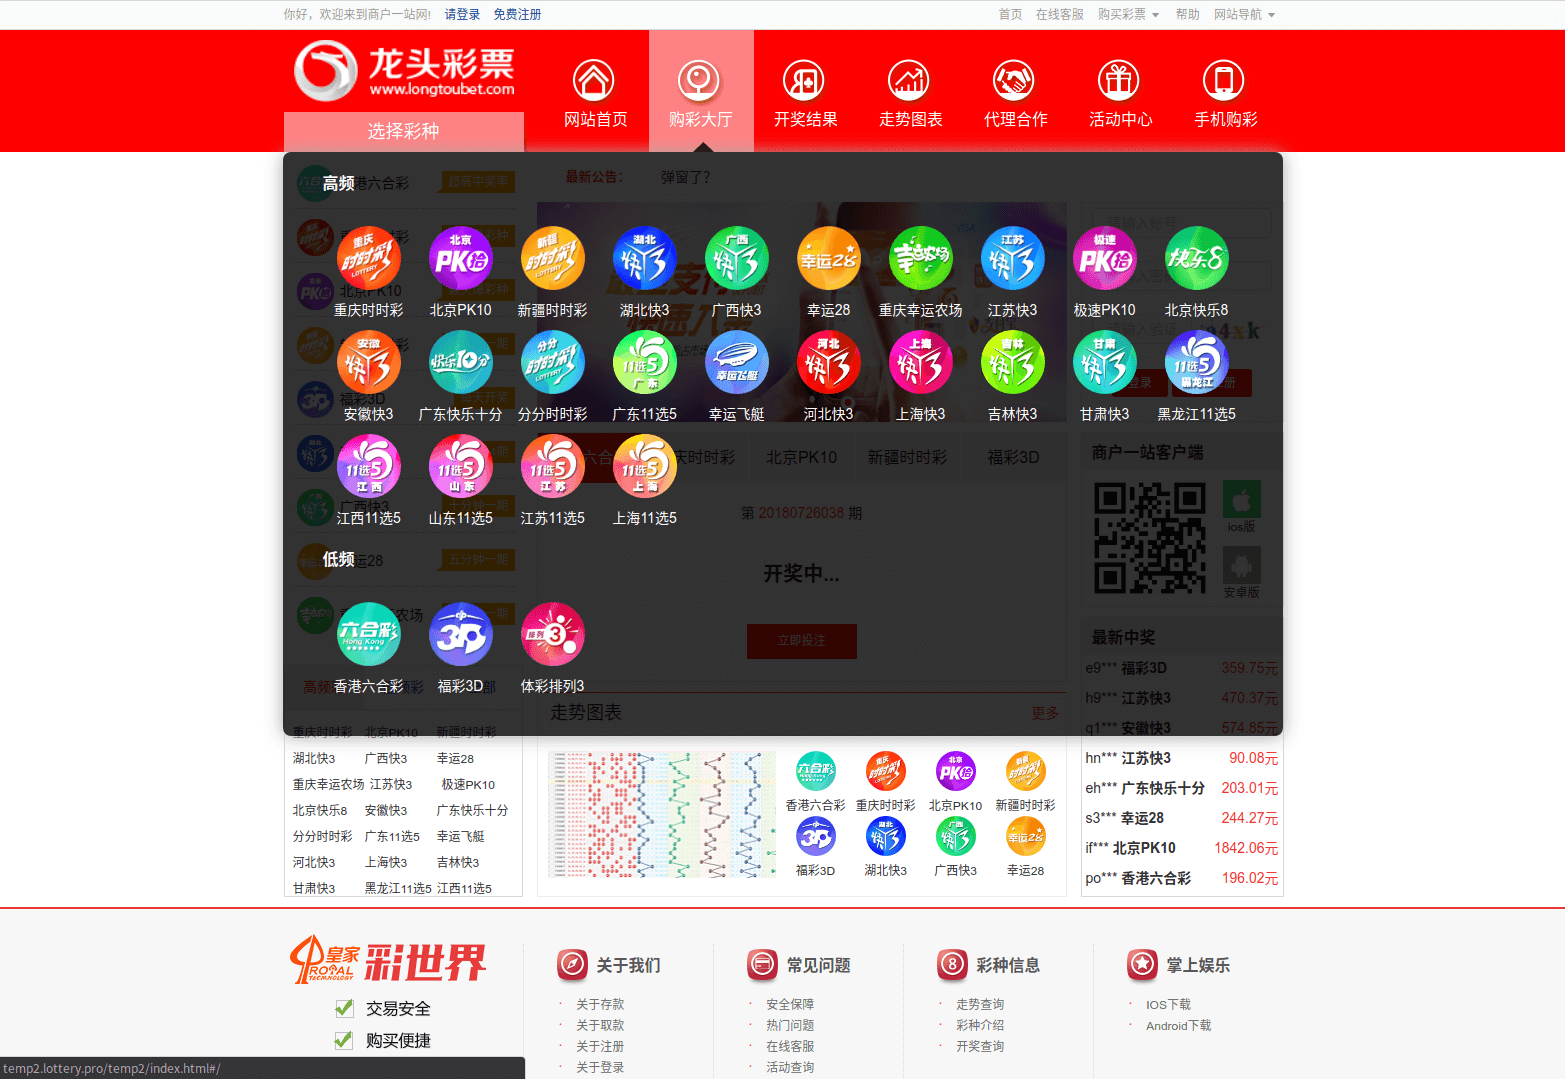 你好，欢迎来到商户一站网! 请登录 免费注册
首页 在线客服 购买彩票 帮助 网站导航
龙头彩票
www.longtoubet.com
网站首页 购彩大厅 开奖结果 走势图表 代理合作 活动中心 手机购彩
选择彩种
高频
最新公告： 弹窗了?
重庆时时彩 北京PK10 新疆时时彩 湖北快3 广西快3 幸运28 重庆幸运农场 江苏快3 极速PK10 北京快乐8
安徽快3 广东快乐十分 分分时时彩 广东11选5 幸运飞艇 河北快3 上海快3 吉林快3 甘肃快3 黑龙江11选5
江西11选5 山东11选5 江苏11选5 上海11选5
低频
香港六合彩 福彩3D 体彩排列3
超高中奖率
五分钟一期
北京PK10 新疆时时彩 福彩3D
第 20180726038 期
开奖中...
立即投注
商户一站客户端
ios版
安卓版
走势图表 更多
香港六合彩 重庆时时彩 北京PK10 新疆时时彩
福彩3D 湖北快3 广西快3 幸运28
重庆时时彩 北京PK10 新疆时时彩
湖北快3 广西快3 幸运28
重庆幸运农场 江苏快3 极速PK10
北京快乐8 安徽快3 广东快乐十分
分分时时彩 广东11选5 幸运飞艇
河北快3 上海快3 吉林快3
甘肃快3 黑龙江11选5 江西11选5
最新中奖
e9*** 福彩3D 359.75元
h9*** 江苏快3 470.37元
q1*** 安徽快3 574.85元
hn*** 江苏快3 90.08元
eh*** 广东快乐十分 203.01元
s3*** 幸运28 244.27元
if*** 北京PK10 1842.06元
po*** 香港六合彩 196.02元
皇家
ROYAL
TECHNOLOGY
彩世界
交易安全
购买便捷
关于我们
关于存款
关于取款
关于注册
关于登录
常见问题
安全保障
热门问题
在线客服
活动查询
彩种信息
走势查询
彩种介绍
开奖查询
掌上娱乐
IOS下载
Android下载
temp2.lottery.pro/temp2/index.html#/